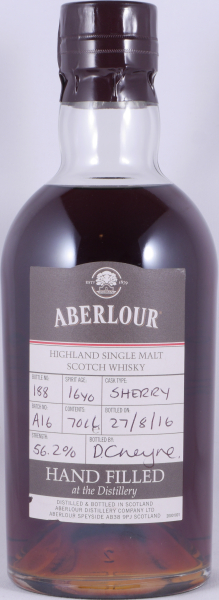 ABERLOUR
HIGHLAND SINGLE MALT
SCOTCH WHISKY
BOTTLE NO: SPIRIT AGE: CASK TYPE:
188 16yo SHERRY
BATCH NO: CONTENTS: BOTTLED ON:
A16 70cl. 27/8/16
STRENGTH: BOTTLED BY:
56.2% D.Cheyne.
HAND FILLED
at the Distillery
DISTILLED & BOTTLED IN SCOTLAND
ABERLOUR DISTILLERY COMPANY LTD
ABERLOUR SPEYSIDE AB38 9PJ SCOTLAND